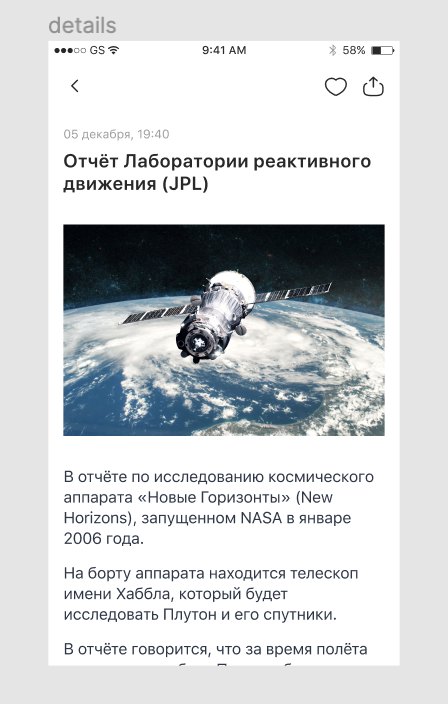 details
GS
9:41 AM
58%
05 декабря, 19:40
Отчёт Лаборатории реактивного
движения (JPL)
В отчёте по исследованию космического
аппарата «Новые Горизонты» (New
Horizons), запущенном NASA в январе
2006 года.
На борту аппарата находится телескоп
имени Хаббла, который будет
исследовать Плутон и его спутники.
В отчёте говорится, что за время полёта